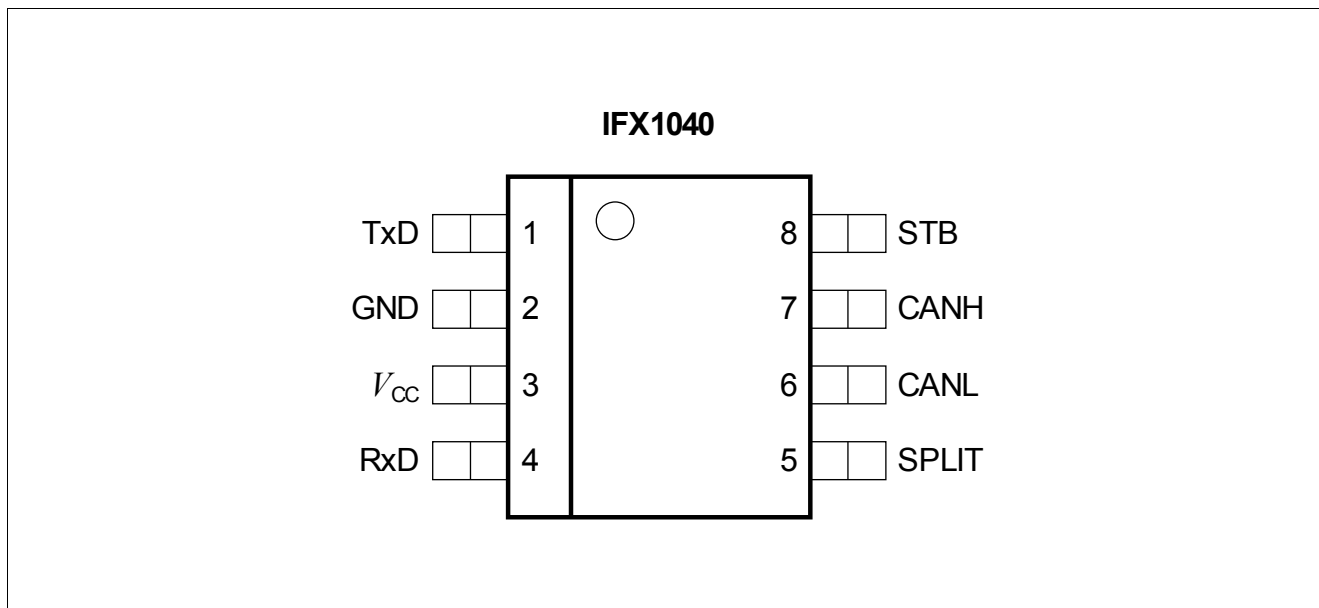 IFX1040
TxD 1 8 STB
GND 2 7 CANH
VCC 3 6 CANL
RxD 4 5 SPLIT